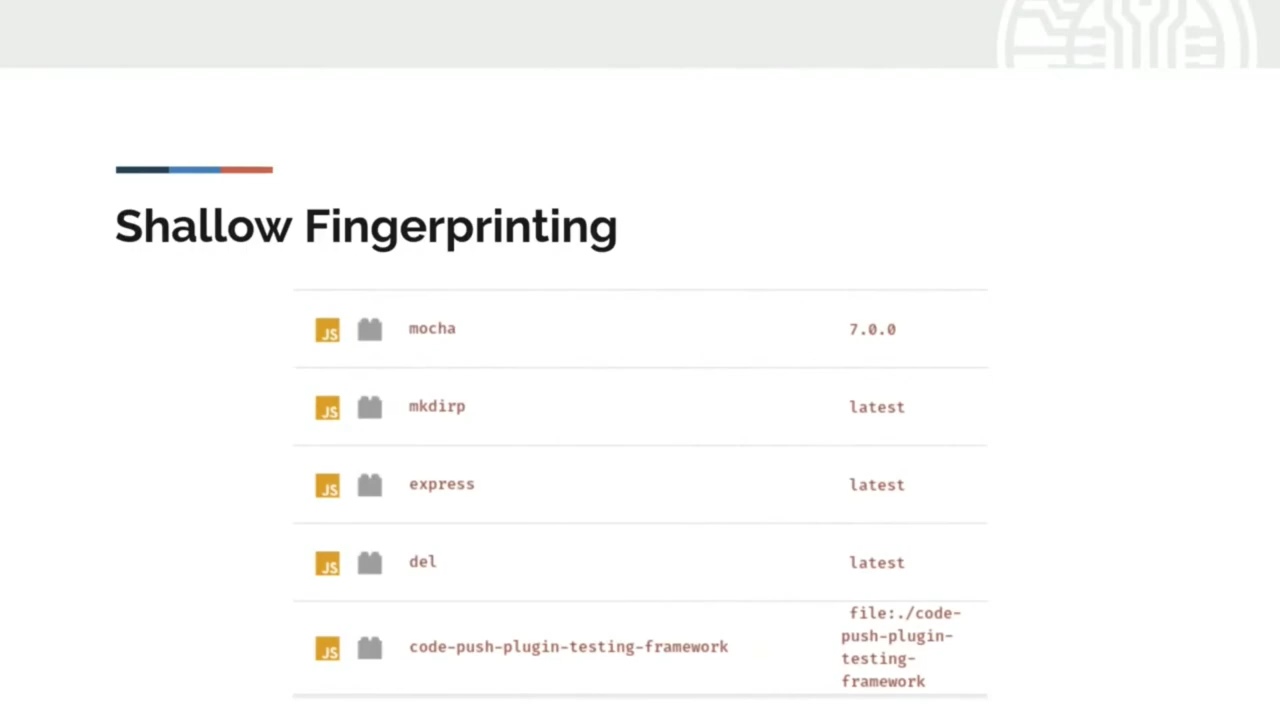 Shallow Fingerprinting
JS mocha 7.0.0
JS mkdirp latest
JS express latest
JS del latest
JS code-push-plugin-testing-framework file:./code-
push-plugin-
testing-
framework